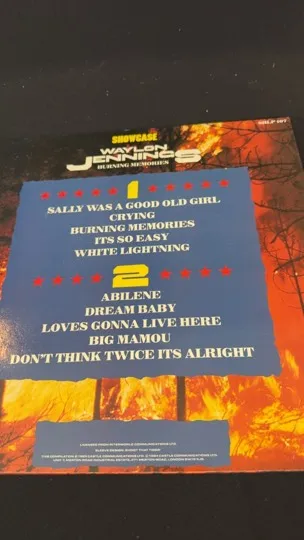 SHOWCASE
WAYLON
JENNINGS
BURNING MEMORIES
1
SALLY WAS A GOOD OLD GIRL
CRYING
BURNING MEMORIES
ITS SO EASY
WHITE LIGHTNING
2
ABILENE
DREAM BABY
LOVES GONNA LIVE HERE
BIG MAMOU
DON'T THINK TWICE ITS ALRIGHT